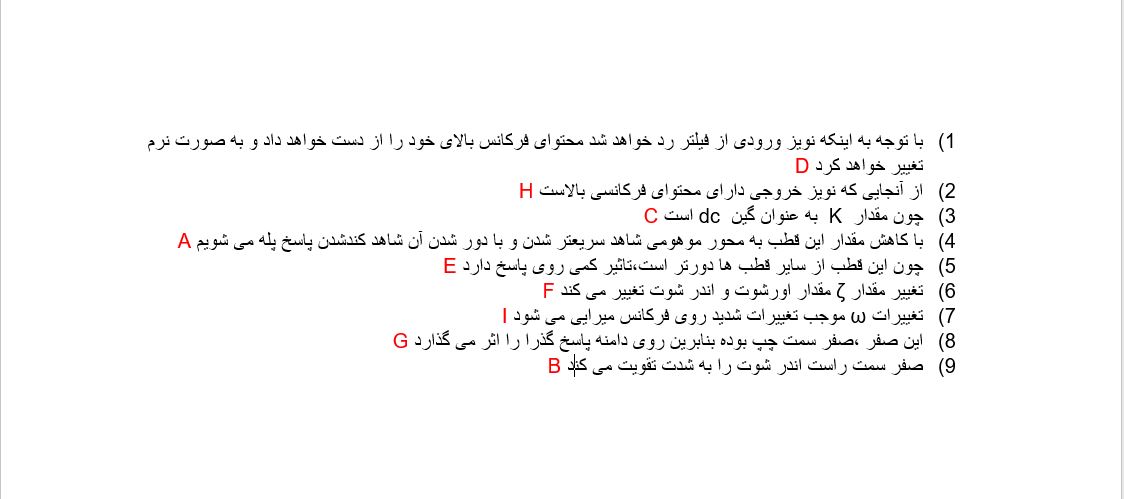 1) با توجه به اینکه نویز ورودی از فیلتر رد خواهد شد محتوای فرکانس بالای خود را از دست خواهد داد و به صورت نرم
تغییر خواهد کرد D
2) از آنجایی که نویز خروجی دارای محتوای فرکانسی بالاست H
3) چون مقدار K به عنوان گین dc است C
4) با کاهش مقدار این قطب به محور موهومی شاهد سریعتر شدن و با دور شدن آن شاهد کندشدن پاسخ پله می شویم A
5) چون این قطب از سایر قطب ها دورتر است،تاثیر کمی روی پاسخ دارد E
6) تغییر مقدار ζ مقدار اورشوت و اندر شوت تغییر می کند F
7) تغییرات ω موجب تغییرات شدید روی فرکانس میرایی می شود I
8) این صفر ،صفر سمت چپ بوده بنابرین روی دامنه پاسخ گذرا را اثر می گذارد G
9) صفر سمت راست اندر شوت را به شدت تقویت می کند B